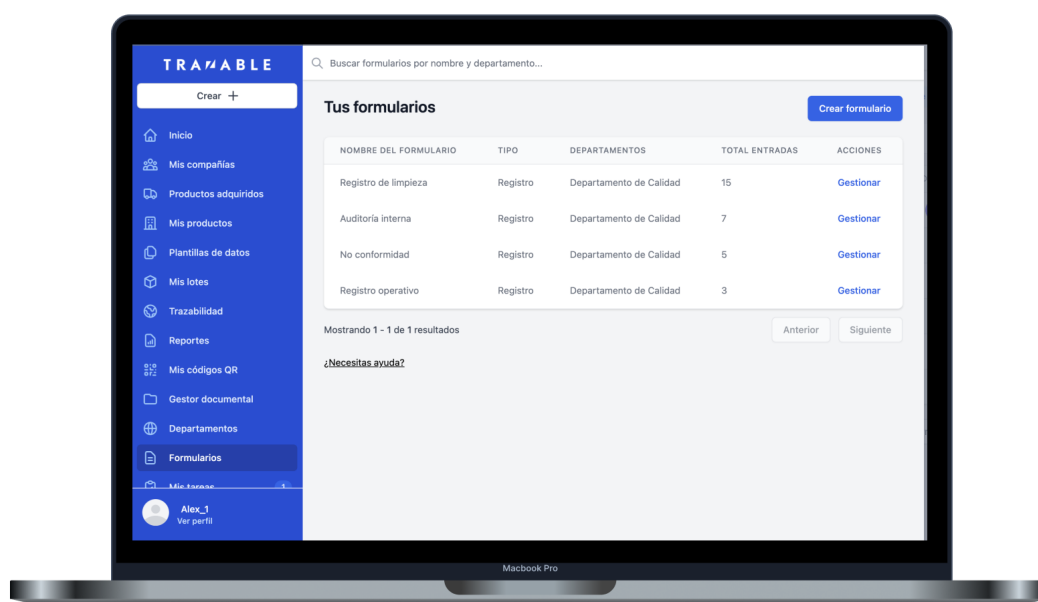 TRAZABLE
Buscar formularios por nombre y departamento...
Crear +
Tus formularios
Crear formulario
Inicio
Mis compañías
Productos adquiridos
Mis productos
Plantillas de datos
Mis lotes
Trazabilidad
Reportes
Mis códigos QR
Gestor documental
Departamentos
Formularios
Mis tareas 1
Alex_1
Ver perfil
NOMBRE DEL FORMULARIO TIPO DEPARTAMENTOS TOTAL ENTRADAS ACCIONES
Registro de limpieza Registro Departamento de Calidad 15 Gestionar
Auditoría interna Registro Departamento de Calidad 7 Gestionar
No conformidad Registro Departamento de Calidad 5 Gestionar
Registro operativo Registro Departamento de Calidad 3 Gestionar
Mostrando 1 - 1 de 1 resultados
Anterior
Siguiente
¿Necesitas ayuda?
Macbook Pro